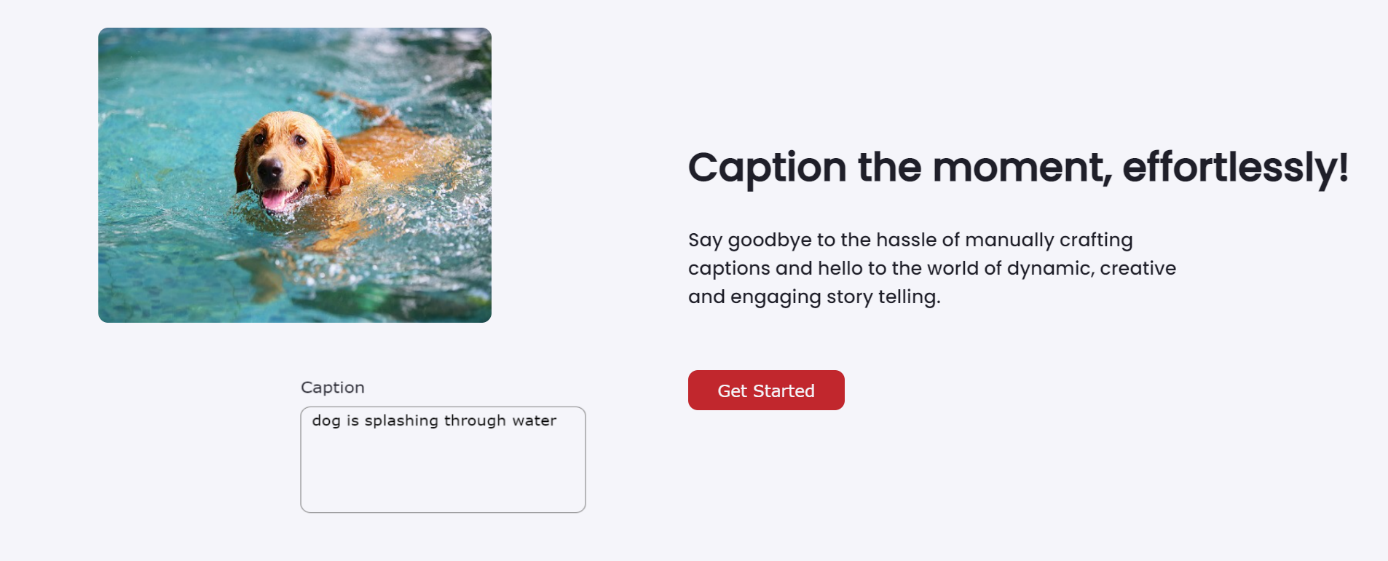 Caption the moment, effortlessly!
Say goodbye to the hassle of manually crafting
captions and hello to the world of dynamic, creative
and engaging story telling.
Get Started
Caption
dog is splashing through water